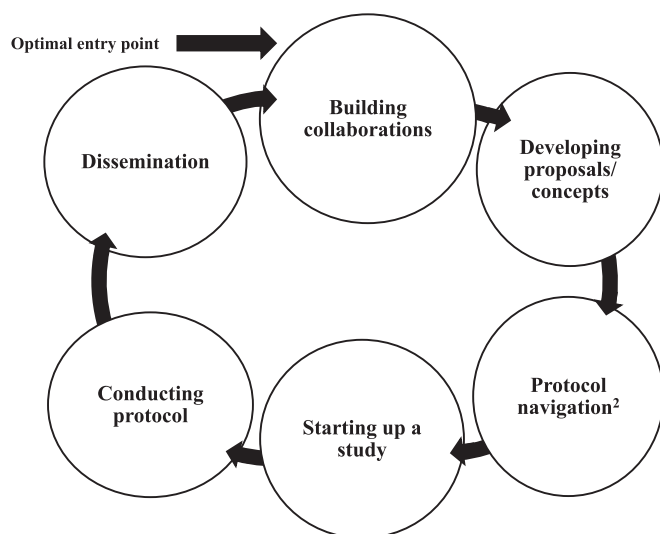 Optimal entry point
Building
collaborations
Developing
proposals/
concepts
Protocol
navigation²
Starting up a
study
Conducting
protocol
Dissemination